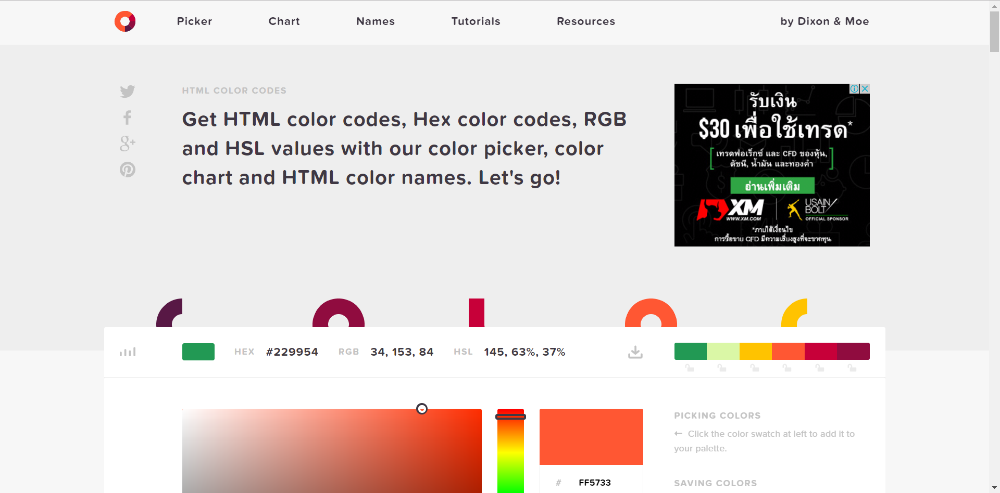 Picker
Chart
Names
Tutorials
Resources
by Dixon & Moe
HTML COLOR CODES
Get HTML color codes, Hex color codes, RGB
and HSL values with our color picker, color
chart and HTML color names. Let's go!
g+
รับเงิน
$30 เพื่อใช้เทรด*
[ เทรดฟอเร็กซ์ และ CFD ของหุ้น,
ดัชนี, น้ำมัน และทองคำ ]
อ่านเพิ่มเติม
XM
WWW.XM.COM
USAIN
BOLT
OFFICIAL SPONSOR
*ภายใต้เงื่อนไข
การซื้อขาย CFD มีความเสี่ยงสูงที่จะขาดทุน
HEX #229954
RGB 34, 153, 84
HSL 145, 63%, 37%
PICKING COLORS
← Click the color swatch at left to add it to
your palette.
# FF5733
SAVING COLORS